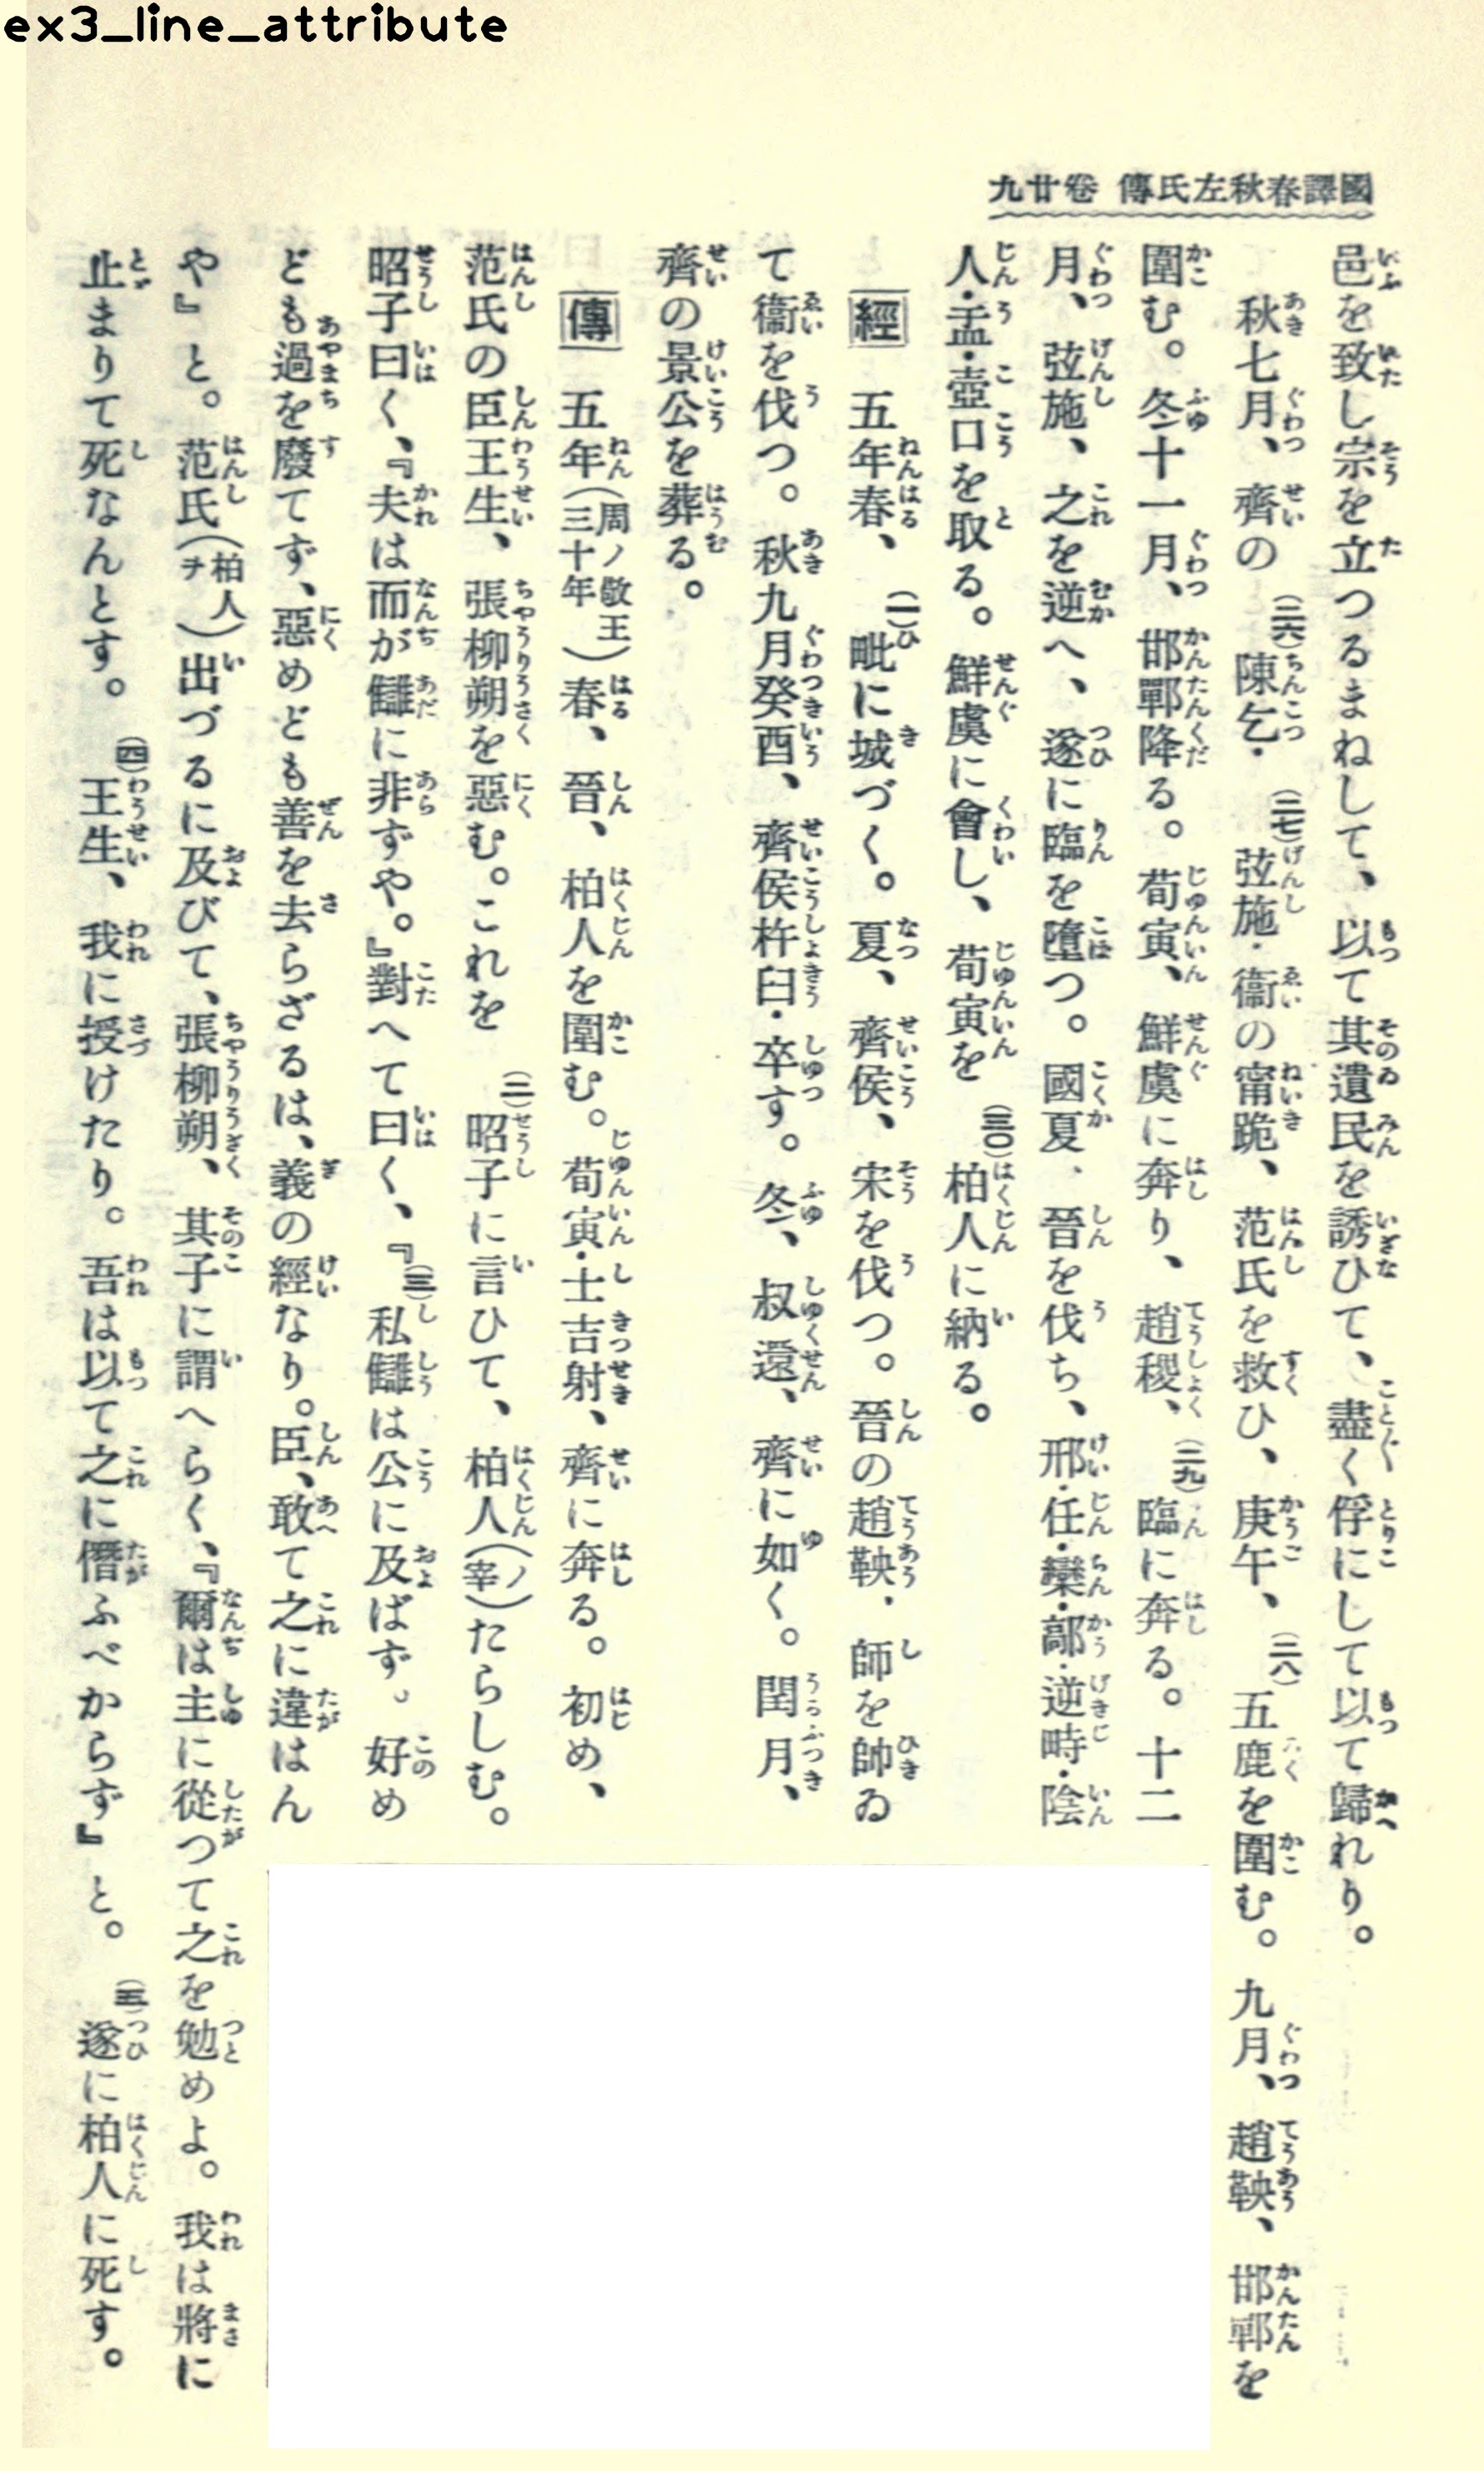 ex3_line_attribute
國譯春秋左氏傳 卷廿九
邑を致し宗を立つるまねして、以て其遺民を誘ひて、盡く俘にして以て歸れり。
秋七月、齊の(二六)陳乞・(二七)弦施・衞の甯跪、范氏を救ひ、庚午、(二八)五鹿を圍む。九月、趙鞅、邯鄲を
圍む。冬十一月、邯鄲降る。荀寅、鮮虞に奔り、趙稷、(二九)臨に奔る。十二
月、弦施、之を逆へ、遂に臨を墮つ。國夏、晉を伐ち、邢・任・欒・鄗・逆畤・陰
人・盂・壺口を取る。鮮虞に會し、荀寅を(三〇)柏人に納る。
經 五年春、(一)毗に城づく。夏、齊侯、宋を伐つ。晉の趙鞅、師を帥ゐ
て衞を伐つ。秋九月癸酉、齊侯杵臼・卒す。冬、叔還、齊に如く。閏月、
齊の景公を葬る。
傳 五年(周ノ敬王三十年)春、晉、柏人を圍む。荀寅・士吉射、齊に奔る。初め、
范氏の臣王生、張柳朔を惡む。これを(二)昭子に言ひて、柏人(ノ宰)たらしむ。
昭子曰く、『夫は而が讎に非ずや。』對へて曰く、『(三)私讎は公に及ばず。好め
ども過を廢てず、惡めども善を去らざるは、義の經なり。臣、敢て之に違はん
や』と。范氏(柏人ヲ)出づるに及びて、張柳朔、其子に謂へらく、『爾は主に從つて之を勉めよ。我は將に
止まりて死なんとす。(四)王生、我に授けたり。吾は以て之に僭ふべからず』と。(五)遂に柏人に死す。